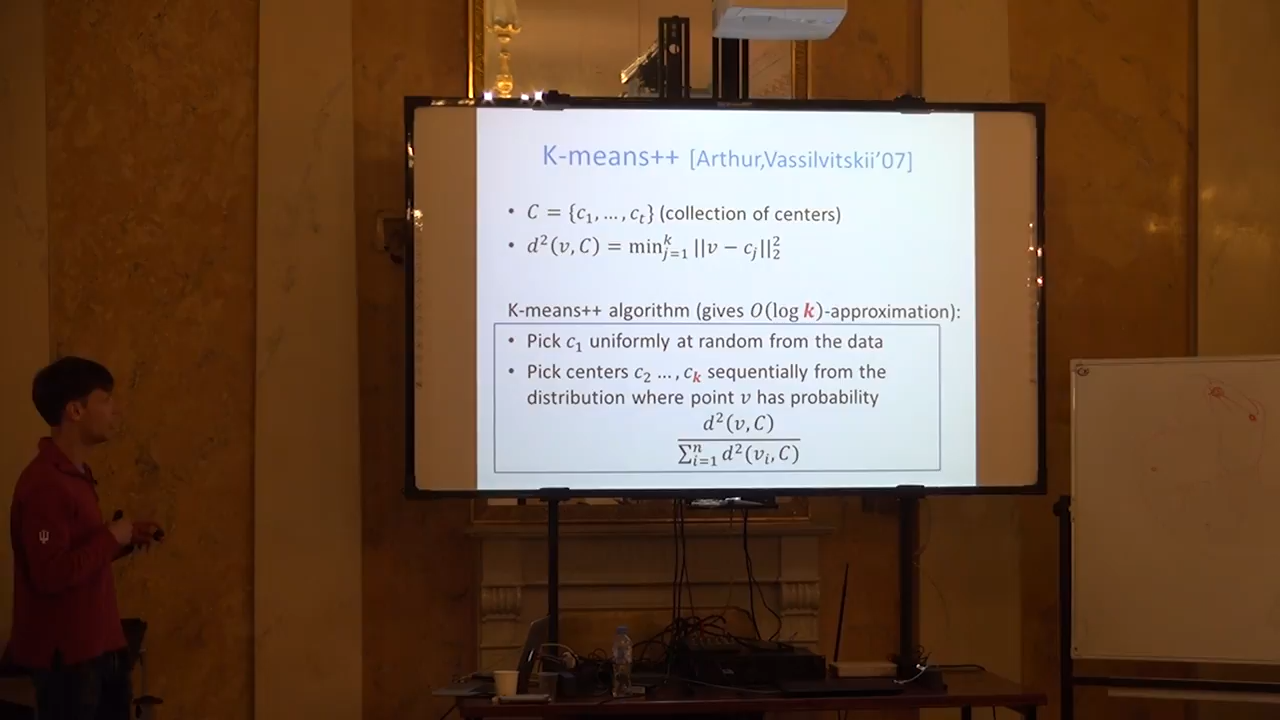 K-means++ [Arthur,Vassilvitskii'07]
• C = {c₁, … , cₜ} (collection of centers)
• d²(v, C) = minᵏⱼ₌₁ ||v − cⱼ||²₂
K-means++ algorithm (gives O(log k)-approximation):
• Pick c₁ uniformly at random from the data
• Pick centers c₂ … , cₖ sequentially from the
distribution where point v has probability
d²(v, C)
∑ⁿᵢ₌₁ d²(vᵢ, C)